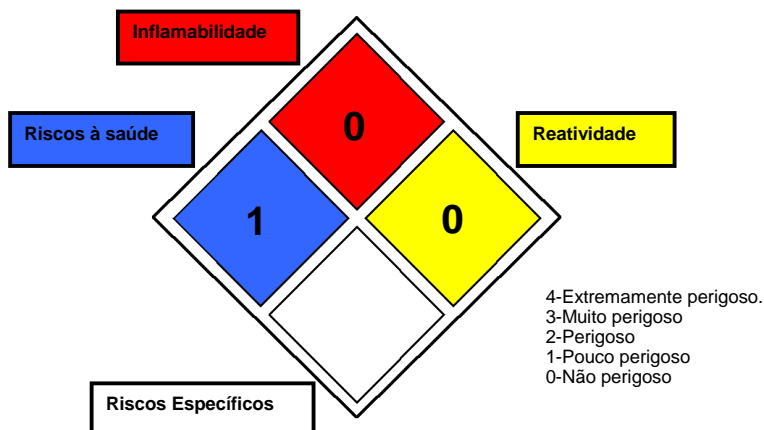 Inflamabilidade
0
Riscos à saúde
Reatividade
1
0
4-Extremamente perigoso.
3-Muito perigoso
2-Perigoso
1-Pouco perigoso
0-Não perigoso
Riscos Específicos